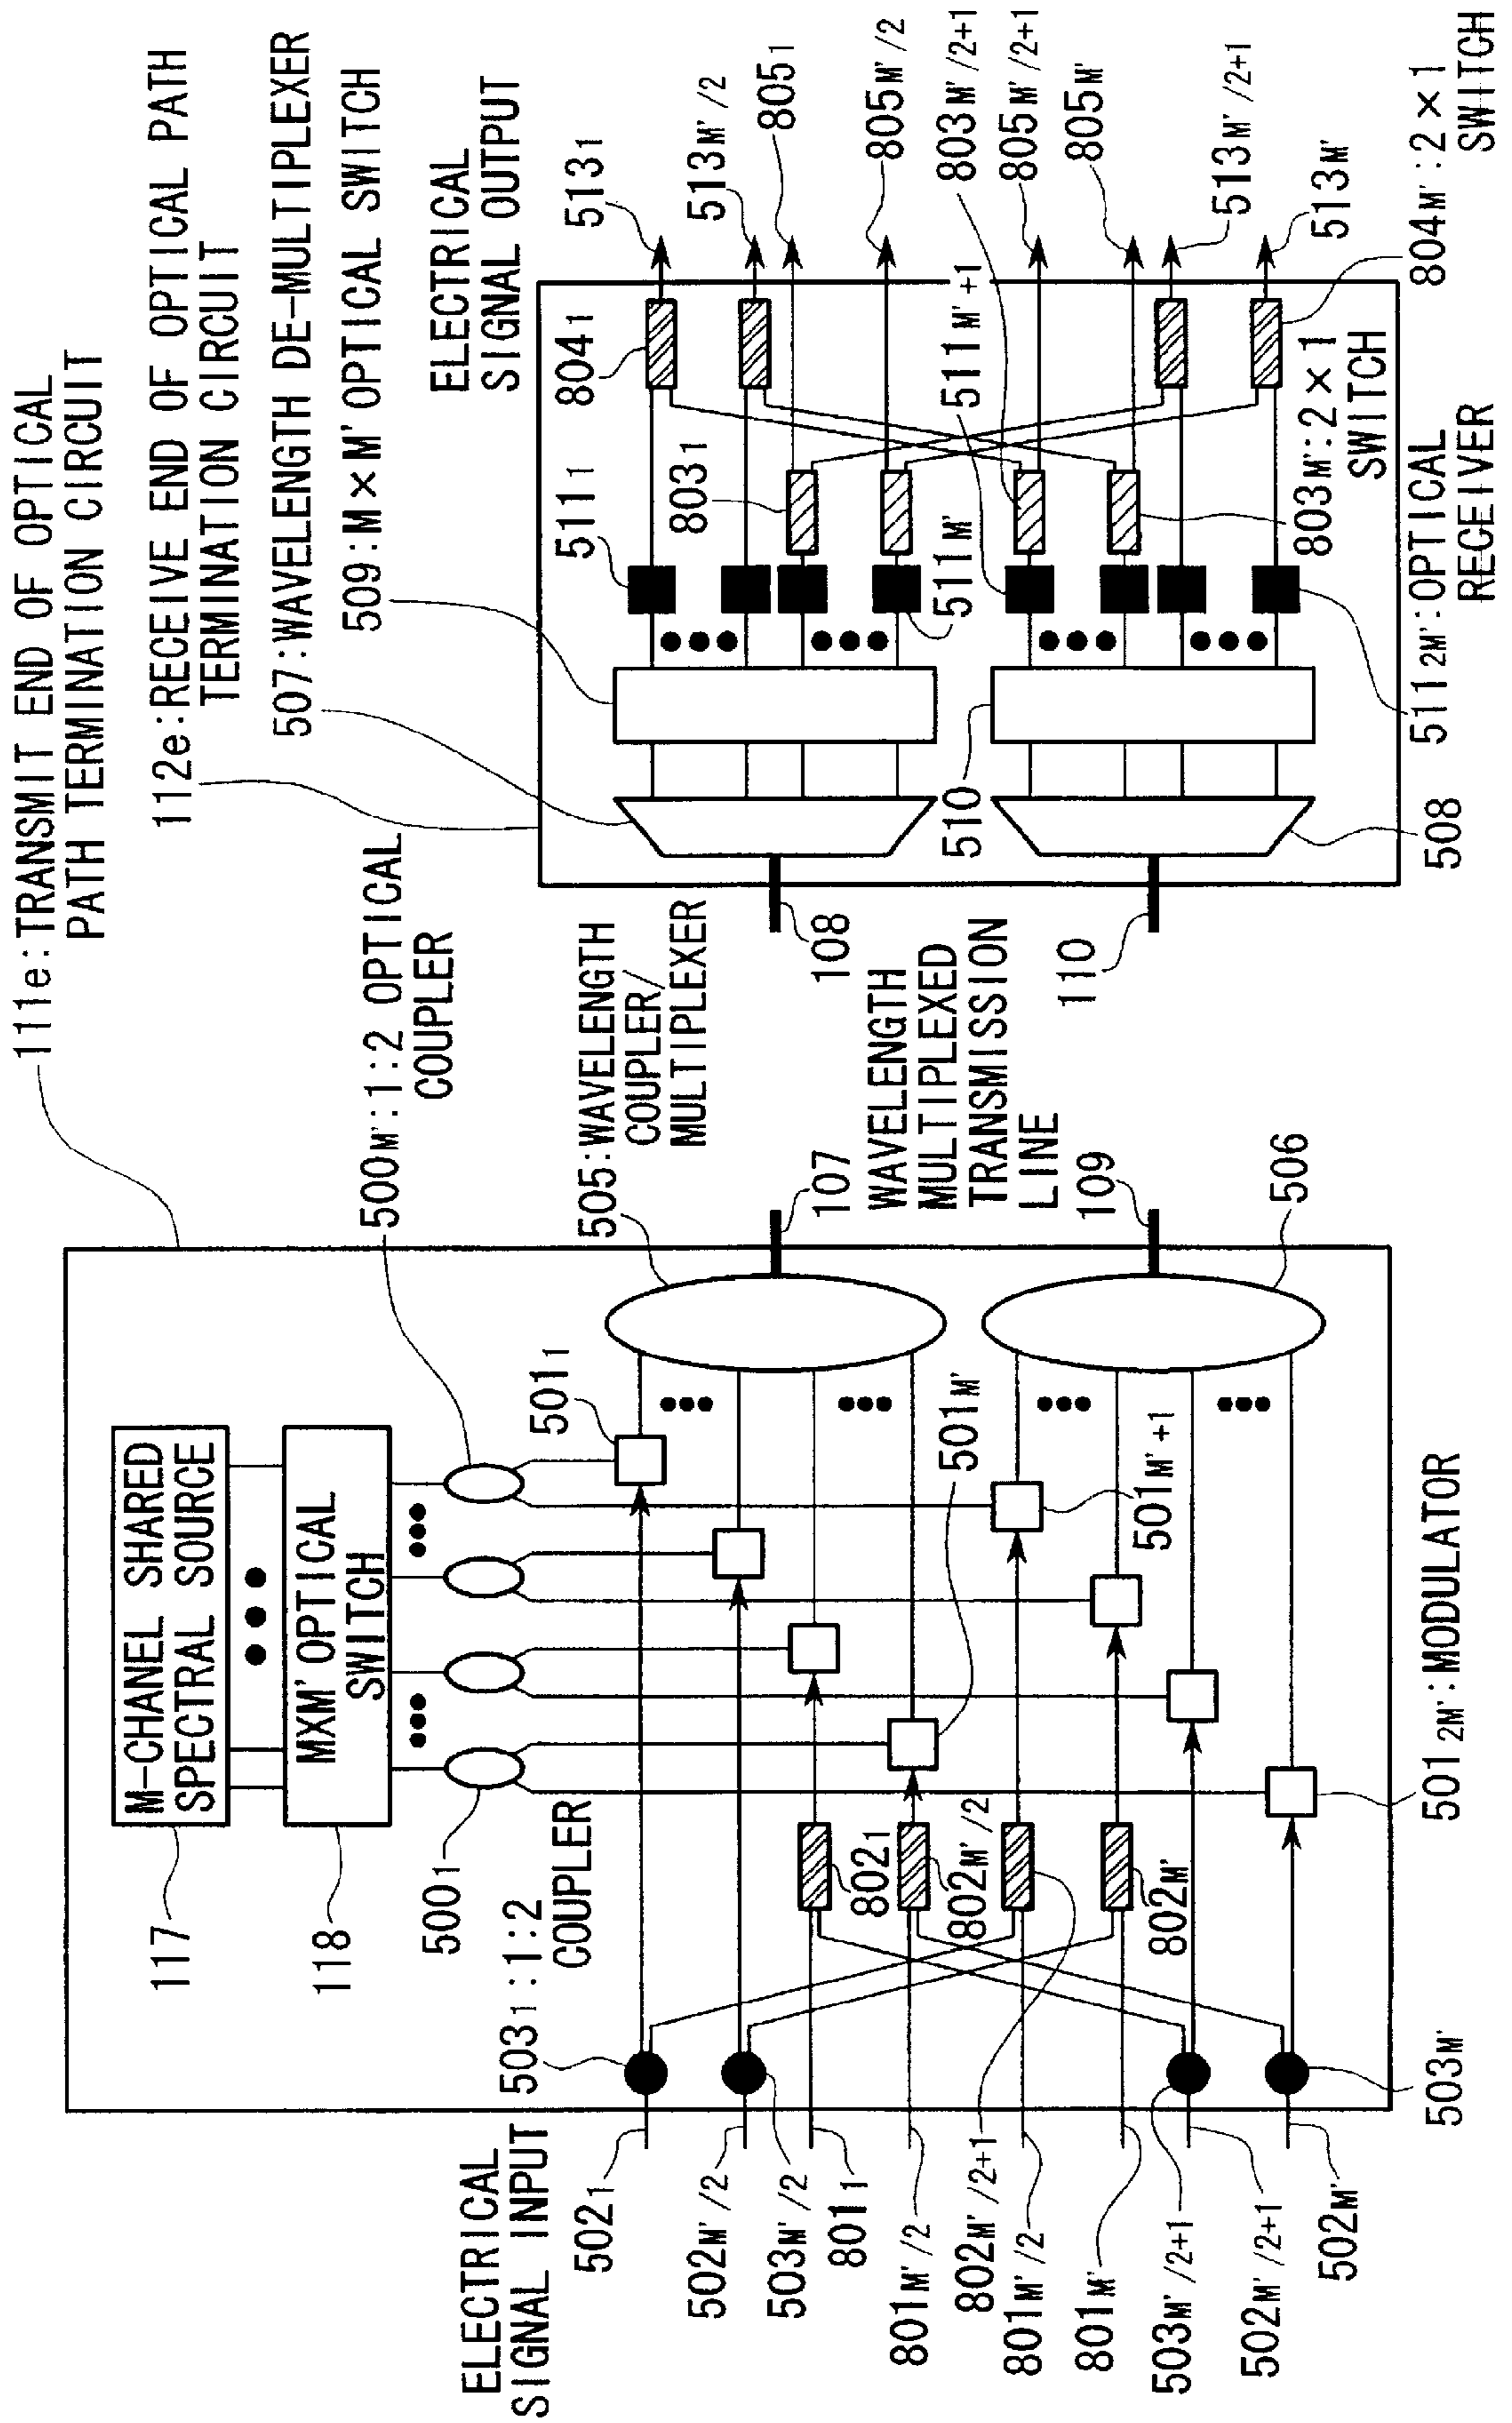 111e:TRANSMIT END OF OPTICAL
PATH TERMINATION CIRCUIT
112e:RECEIVE END OF OPTICAL PATH
TERMINATION CIRCUIT
507:WAVELENGTH DE-MULTIPLEXER
509:M×M' OPTICAL SWITCH
ELECTRICAL
SIGNAL OUTPUT
500M':1:2 OPTICAL
COUPLER
M-CHANEL SHARED
SPECTRAL SOURCE
MXM' OPTICAL
SWITCH
117
118
5001
5031:1:2
COUPLER
ELECTRICAL
SIGNAL INPUT
5021
502M'/2
503M'/2
8011
801M'/2
802M'/2+1
801M'/2
801M'
503M'/2+1
502M'/2+1
502M'
503M'
8021
802M'/2
802M'
5011
501M'
501M'+1
5012M':MODULATOR
505:WAVELENGTH
COUPLER/
MULTIPLEXER
107
WAVELENGTH
MULTIPLEXED
TRANSMISSION
LINE
109
506
108
110
508
510
5111
511M'
511M'+1
5112M':OPTICAL
RECEIVER
8031
8041
803M':2×1
SWITCH
5131
513M'/2
8051
805M'/2
803M'/2+1
805M'/2+1
805M'
513M'/2+1
513M'
804M':2×1
SWITCH